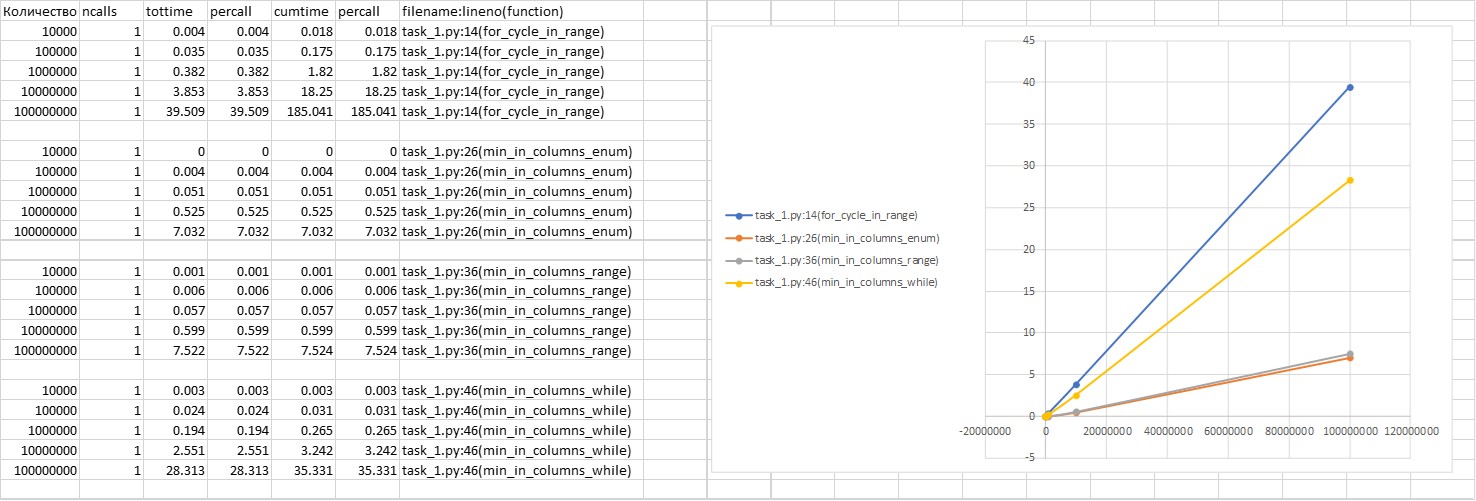 Количество ncalls tottime percall cumtime percall filename:lineno(function)
10000 1 0.004 0.004 0.018 0.018 task_1.py:14(for_cycle_in_range)
100000 1 0.035 0.035 0.175 0.175 task_1.py:14(for_cycle_in_range)
1000000 1 0.382 0.382 1.82 1.82 task_1.py:14(for_cycle_in_range)
10000000 1 3.853 3.853 18.25 18.25 task_1.py:14(for_cycle_in_range)
100000000 1 39.509 39.509 185.041 185.041 task_1.py:14(for_cycle_in_range)
10000 1 0 0 0 0 task_1.py:26(min_in_columns_enum)
100000 1 0.004 0.004 0.004 0.004 task_1.py:26(min_in_columns_enum)
1000000 1 0.051 0.051 0.051 0.051 task_1.py:26(min_in_columns_enum)
10000000 1 0.525 0.525 0.525 0.525 task_1.py:26(min_in_columns_enum)
100000000 1 7.032 7.032 7.032 7.032 task_1.py:26(min_in_columns_enum)
10000 1 0.001 0.001 0.001 0.001 task_1.py:36(min_in_columns_range)
100000 1 0.006 0.006 0.006 0.006 task_1.py:36(min_in_columns_range)
1000000 1 0.057 0.057 0.057 0.057 task_1.py:36(min_in_columns_range)
10000000 1 0.599 0.599 0.599 0.599 task_1.py:36(min_in_columns_range)
100000000 1 7.522 7.522 7.524 7.524 task_1.py:36(min_in_columns_range)
10000 1 0.003 0.003 0.003 0.003 task_1.py:46(min_in_columns_while)
100000 1 0.024 0.024 0.031 0.031 task_1.py:46(min_in_columns_while)
1000000 1 0.194 0.194 0.265 0.265 task_1.py:46(min_in_columns_while)
10000000 1 2.551 2.551 3.242 3.242 task_1.py:46(min_in_columns_while)
100000000 1 28.313 28.313 35.331 35.331 task_1.py:46(min_in_columns_while)
task_1.py:14(for_cycle_in_range)
task_1.py:26(min_in_columns_enum)
task_1.py:36(min_in_columns_range)
task_1.py:46(min_in_columns_while)
45
40
35
30
25
20
15
10
5
0
-5
-20000000 0 20000000 40000000 60000000 80000000 100000000 120000000